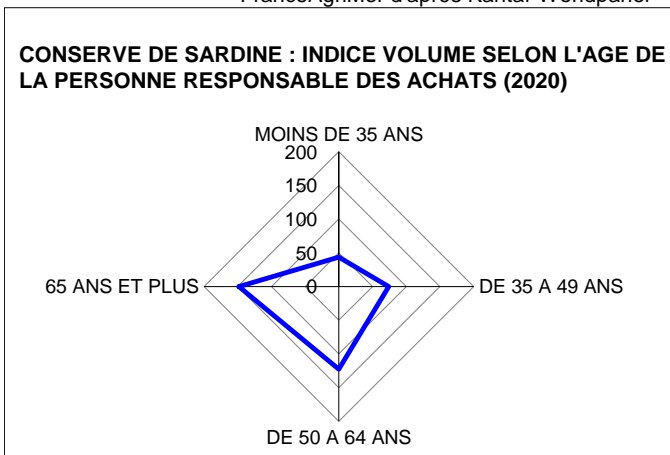 FranceAgriMer d'après Kantar Worldpanel
CONSERVE DE SARDINE : INDICE VOLUME SELON L'AGE DE
LA PERSONNE RESPONSABLE DES ACHATS (2020)
MOINS DE 35 ANS
200
150
100
50
0
65 ANS ET PLUS
DE 35 A 49 ANS
DE 50 A 64 ANS